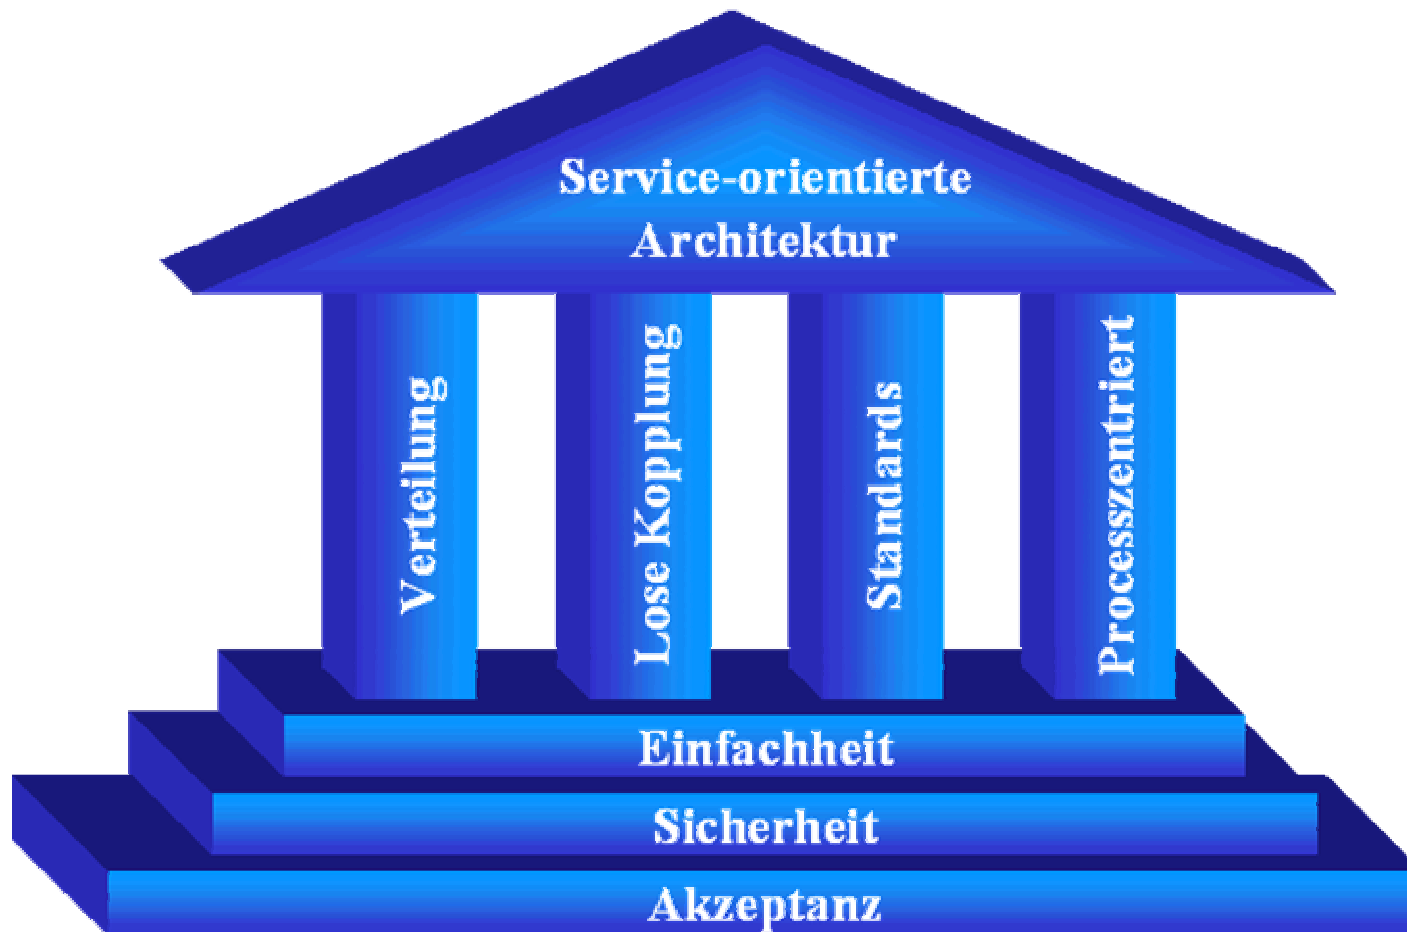 Service-orientierte
Architektur
Verteilung
Lose Kopplung
Standards
Processzentriert
Einfachheit
Sicherheit
Akzeptanz